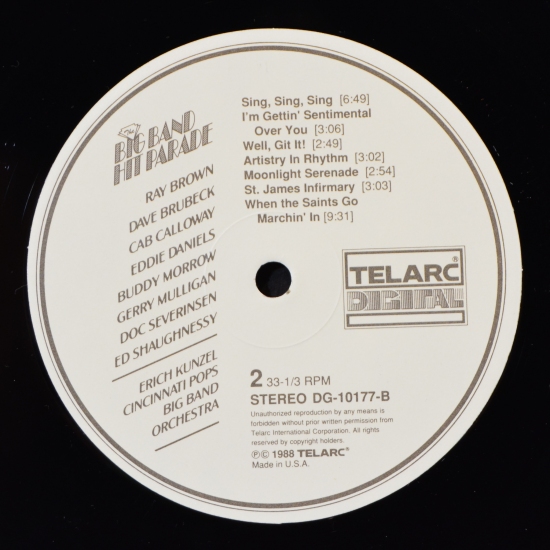 The
BIG BAND
HIT PARADE
RAY BROWN
DAVE BRUBECK
CAB CALLOWAY
EDDIE DANIELS
BUDDY MORROW
GERRY MULLIGAN
DOC SEVERINSEN
ED SHAUGHNESSY
ERICH KUNZEL
CINCINNATI POPS
BIG BAND
ORCHESTRA
Sing, Sing, Sing [6:49]
I'm Gettin' Sentimental
Over You [3:06]
Well, Git It! [2:49]
Artistry In Rhythm [3:02]
Moonlight Serenade [2:54]
St. James Infirmary [3:03]
When the Saints Go
Marchin' In [9:31]
TELARC®
DIGITAL
2 33-1/3 RPM
STEREO DG-10177-B
Unauthorized reproduction by any means is
forbidden without prior written permission from
Telarc International Corporation. All rights
reserved by copyright holders.
℗© 1988 TELARC®
Made in U.S.A.